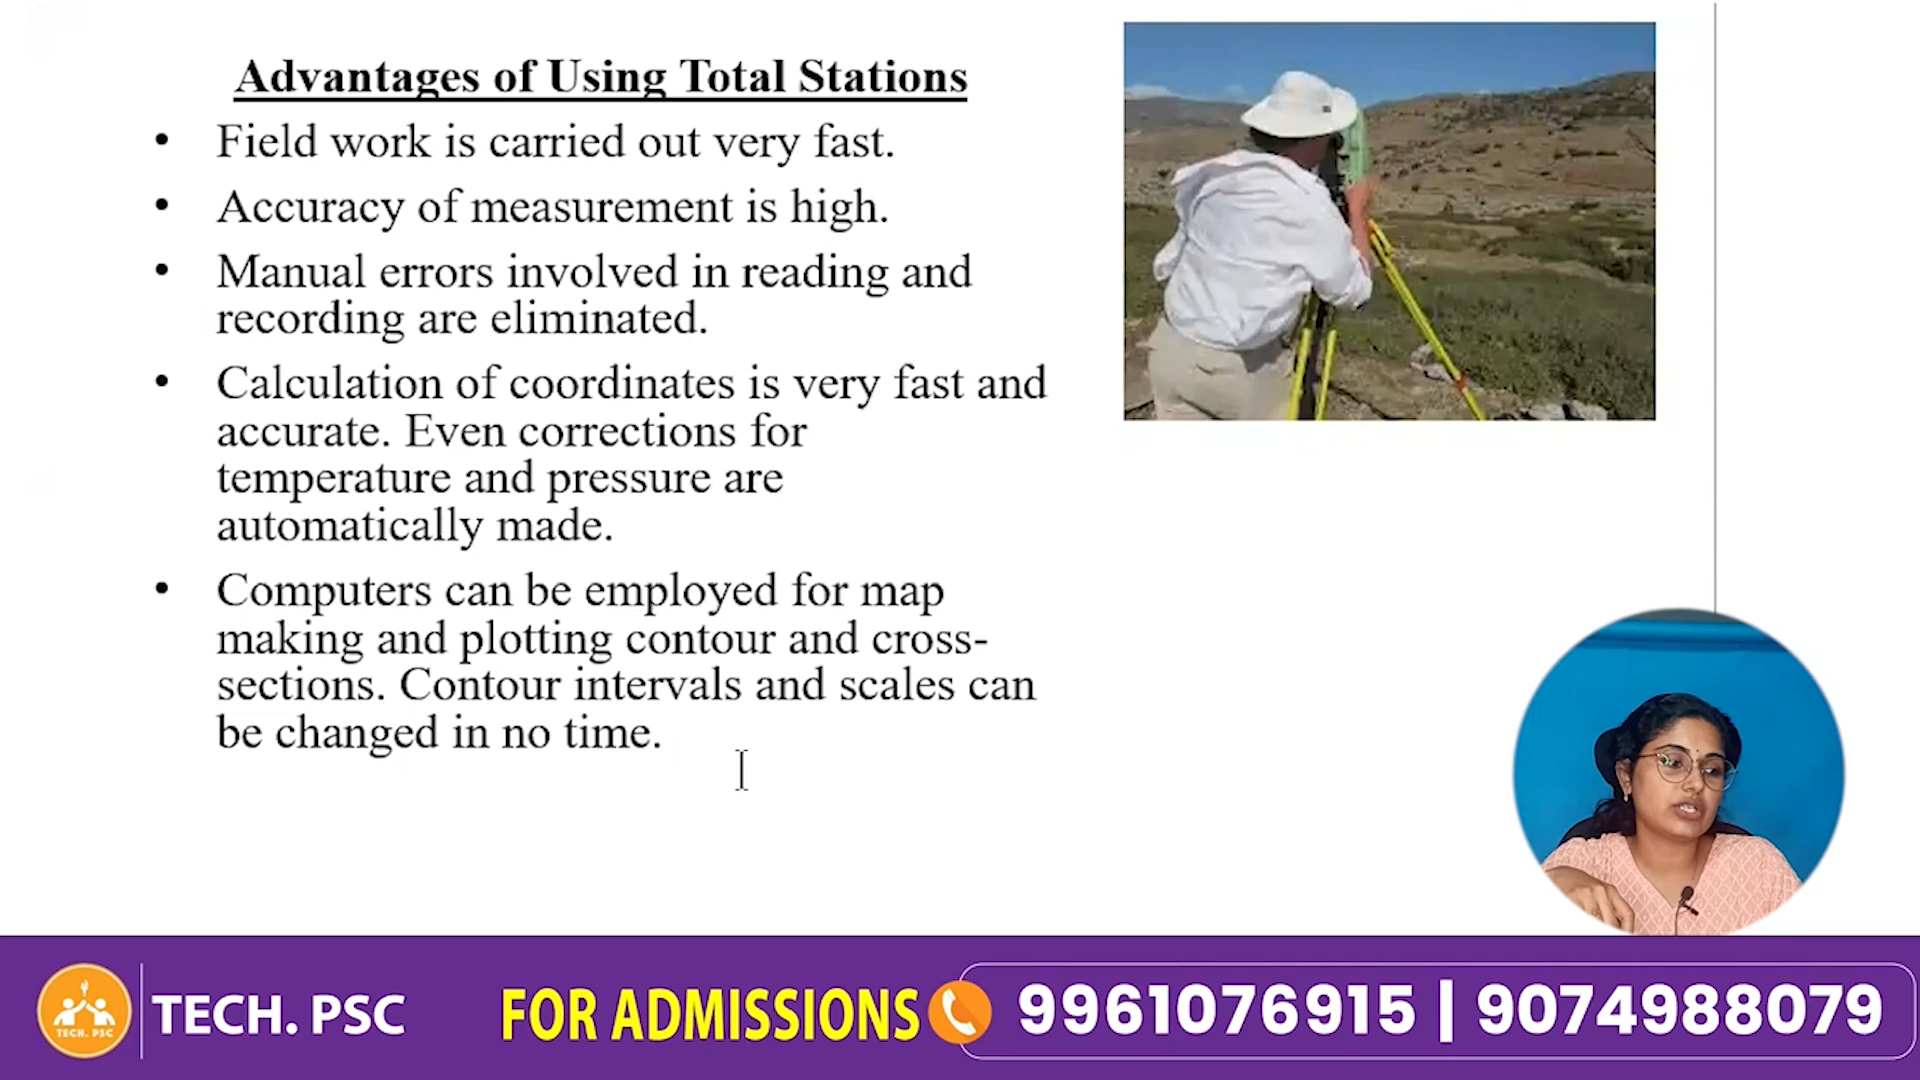 Advantages of Using Total Stations
• Field work is carried out very fast.
• Accuracy of measurement is high.
• Manual errors involved in reading and
recording are eliminated.
• Calculation of coordinates is very fast and
accurate. Even corrections for
temperature and pressure are
automatically made.
• Computers can be employed for map
making and plotting contour and cross-
sections. Contour intervals and scales can
be changed in no time.
TECH. PSC
TECH. PSC
FOR ADMISSIONS
9961076915 | 9074988079